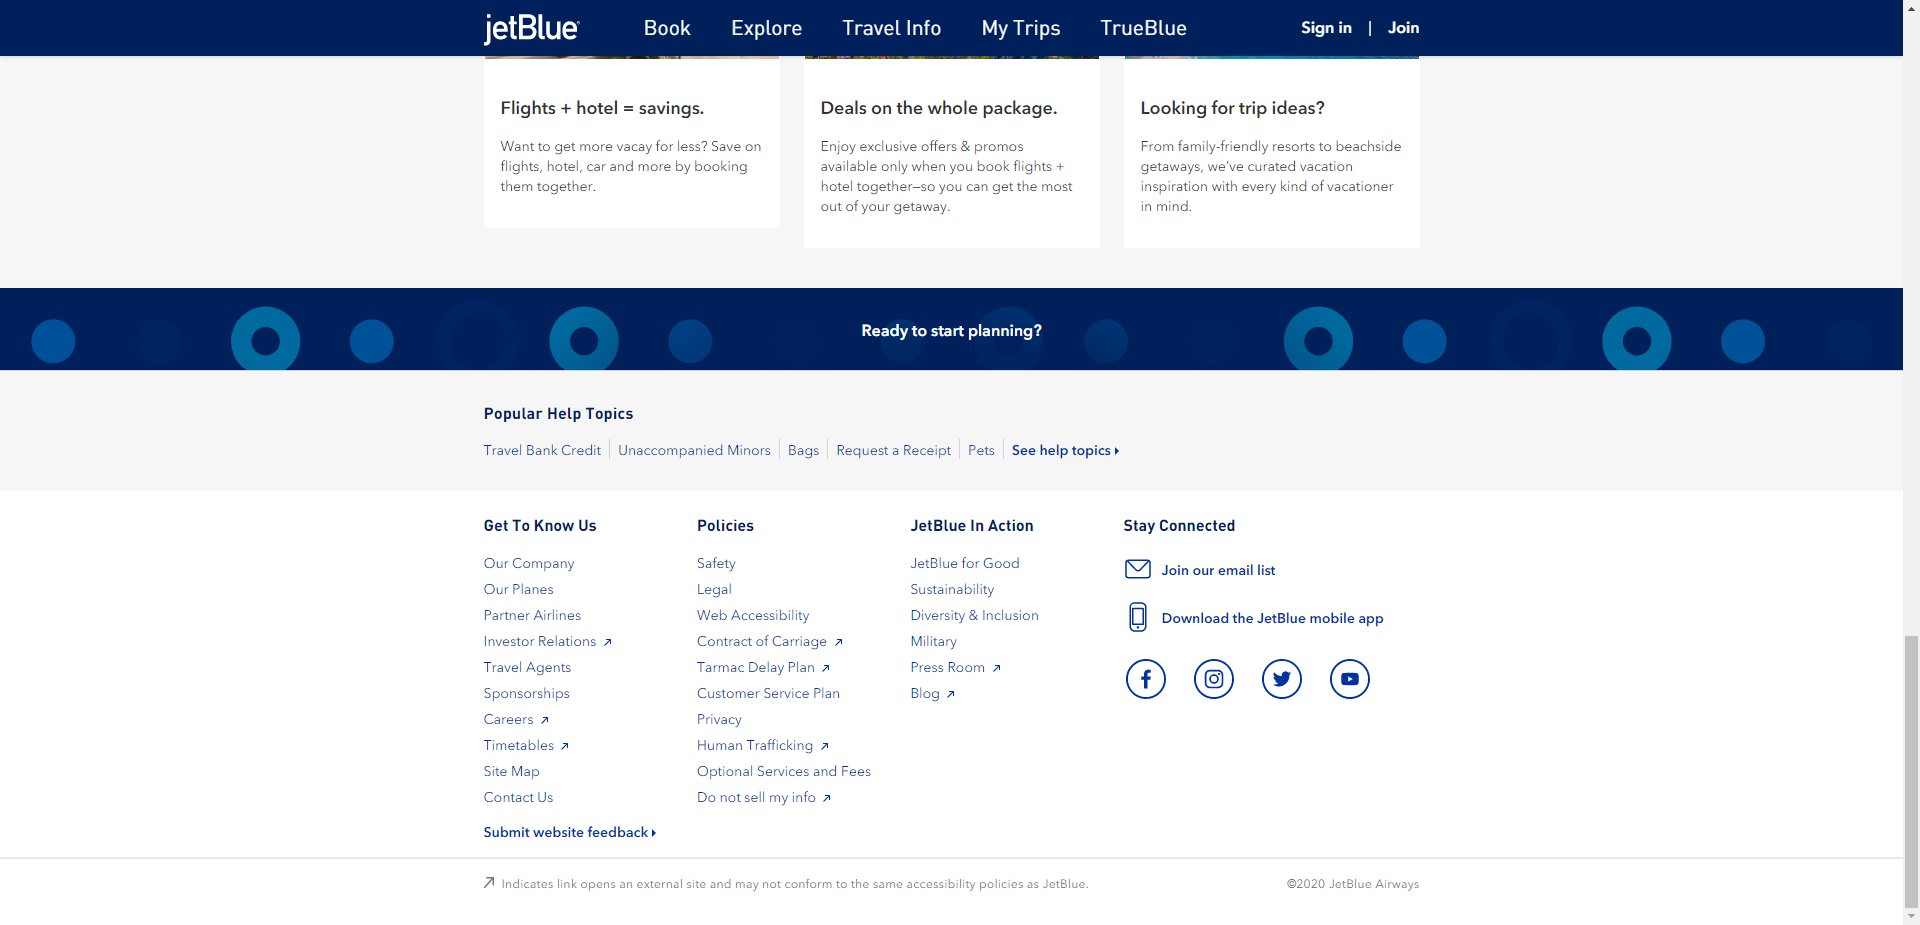 jetBlue Book Explore Travel Info My Trips TrueBlue Sign in | Join
Flights + hotel = savings.
Want to get more vacay for less? Save on
flights, hotel, car and more by booking
them together.
Deals on the whole package.
Enjoy exclusive offers & promos
available only when you book flights +
hotel together—so you can get the most
out of your getaway.
Looking for trip ideas?
From family-friendly resorts to beachside
getaways, we've curated vacation
inspiration with every kind of vacationer
in mind.
Ready to start planning?
Popular Help Topics
Travel Bank Credit Unaccompanied Minors Bags Request a Receipt Pets See help topics
Get To Know Us
Our Company
Our Planes
Partner Airlines
Investor Relations
Travel Agents
Sponsorships
Careers
Timetables
Site Map
Contact Us
Submit website feedback
Policies
Safety
Legal
Web Accessibility
Contract of Carriage
Tarmac Delay Plan
Customer Service Plan
Privacy
Human Trafficking
Optional Services and Fees
Do not sell my info
JetBlue In Action
JetBlue for Good
Sustainability
Diversity & Inclusion
Military
Press Room
Blog
Stay Connected
Join our email list
Download the JetBlue mobile app
Indicates link opens an external site and may not conform to the same accessibility policies as JetBlue.
©2020 JetBlue Airways